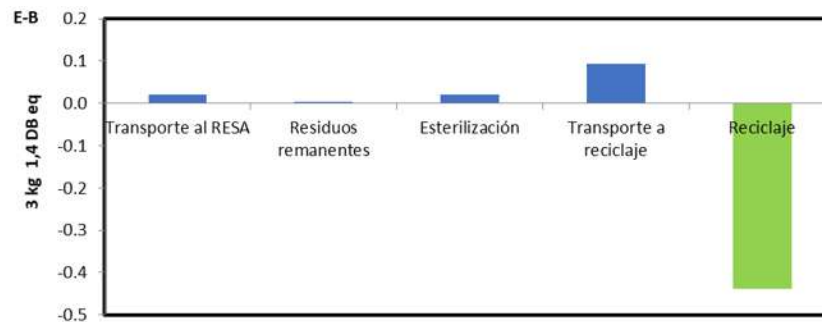 E-B
3 kg 1,4 DB eq
0.2
0.1
0.0
-0.1
-0.2
-0.3
-0.4
-0.5
Transporte al RESA
Residuos
remanentes
Esterilización
Transporte a
reciclaje
Reciclaje